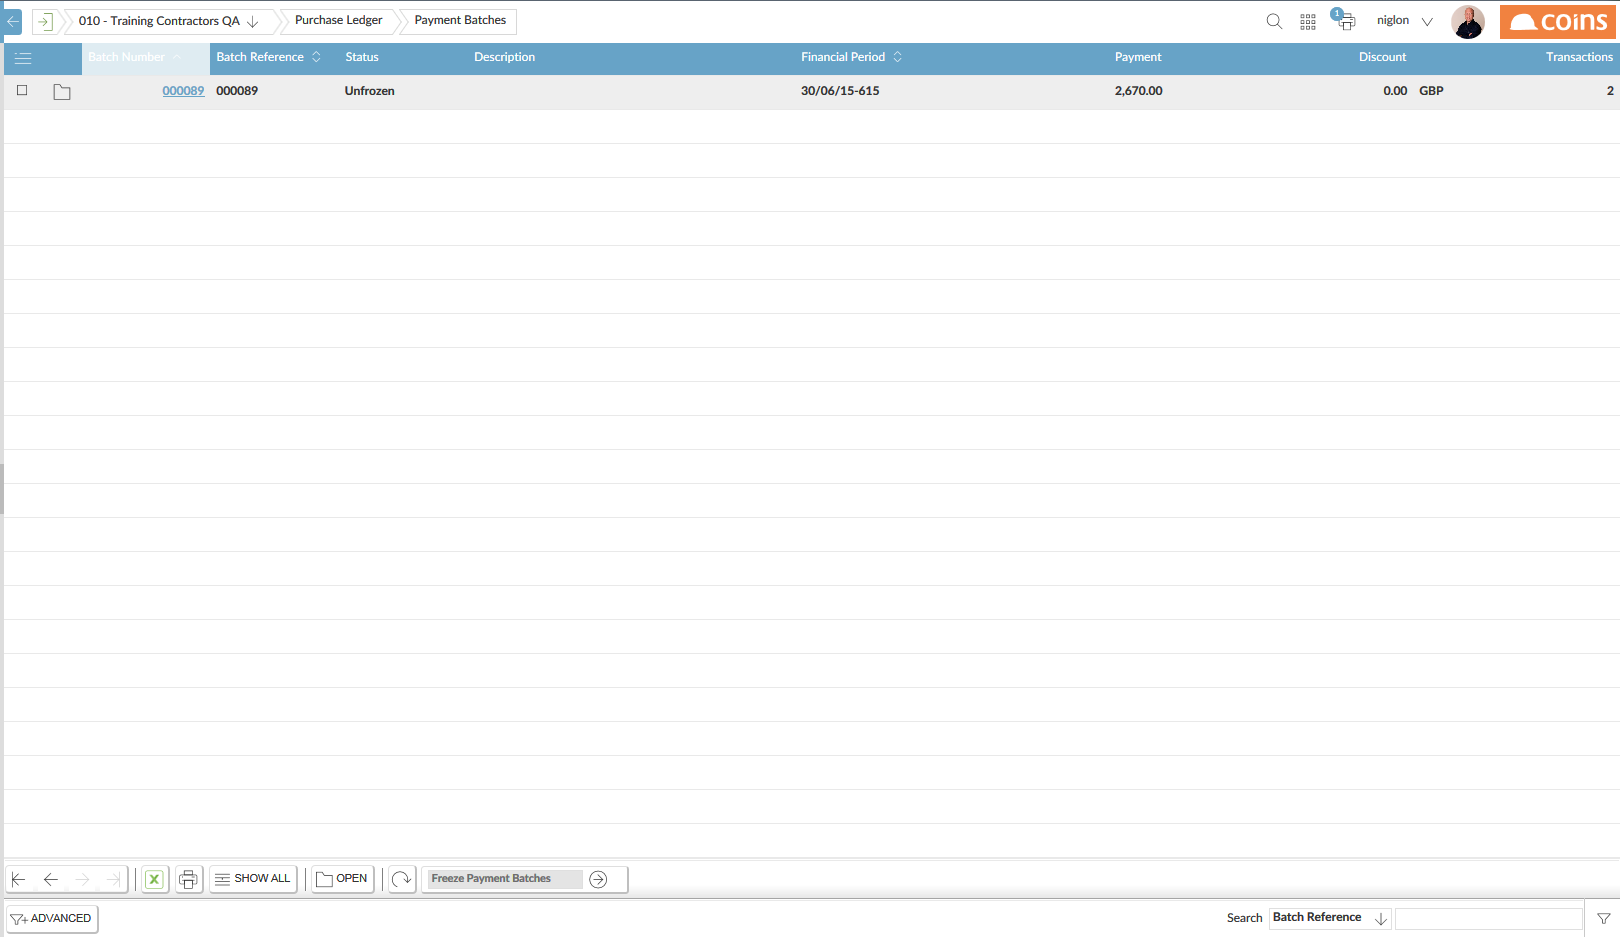 010 - Training Contractors QA
Purchase Ledger
Payment Batches
1
niglon
coins
Batch Number
Batch Reference
Status
Description
Financial Period
Payment
Discount
Transactions
000089 000089 Unfrozen 30/06/15-615 2,670.00 0.00 GBP 2
SHOW ALL
OPEN
Freeze Payment Batches
ADVANCED
Search Batch Reference